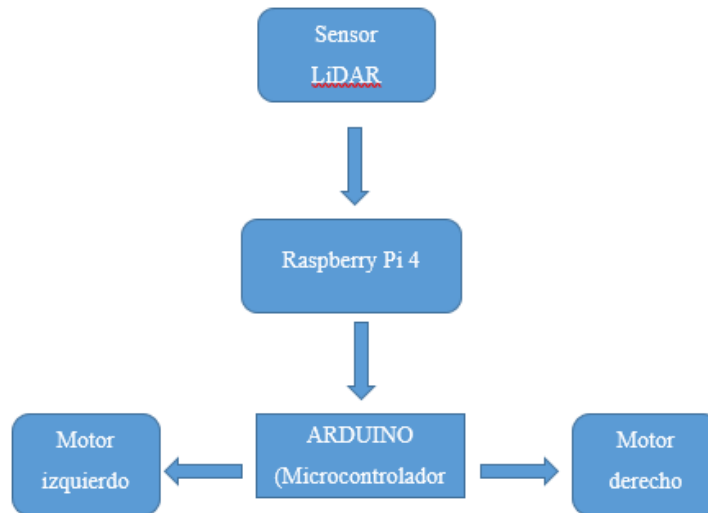 Sensor
LiDAR
Raspberry Pi 4
Motor
izquierdo
ARDUINO
(Microcontrolador
Motor
derecho